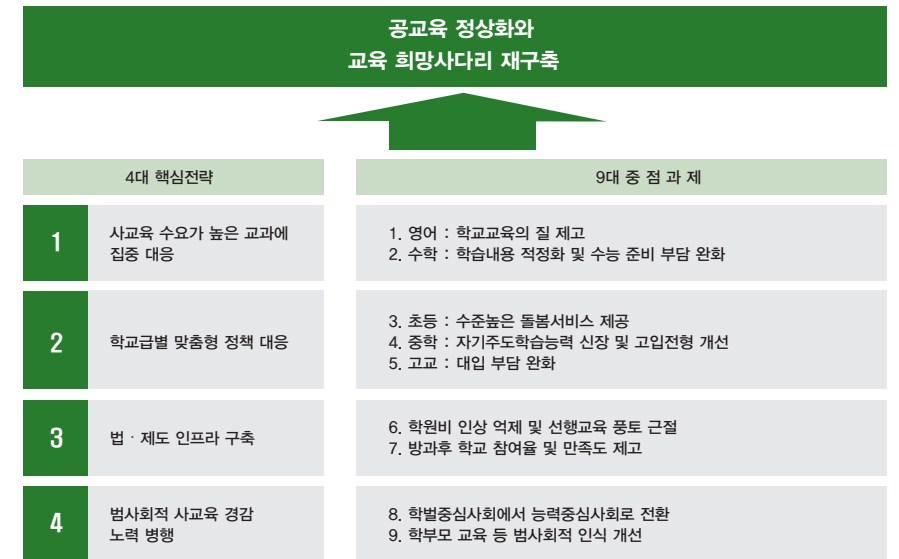 공교육 정상화와
교육 희망사다리 재구축
4대 핵심전략
9대 중 점 과 제
1
사교육 수요가 높은 교과에
집중 대응
1. 영어 : 학교교육의 질 제고
2. 수학 : 학습내용 적정화 및 수능 준비 부담 완화
2
학교급별 맞춤형 정책 대응
3. 초등 : 수준높은 돌봄서비스 제공
4. 중학 : 자기주도학습능력 신장 및 고입전형 개선
5. 고교 : 대입 부담 완화
3
법 · 제도 인프라 구축
6. 학원비 인상 억제 및 선행교육 풍토 근절
7. 방과후 학교 참여율 및 만족도 제고
4
범사회적 사교육 경감
노력 병행
8. 학벌중심사회에서 능력중심사회로 전환
9. 학부모 교육 등 범사회적 인식 개선